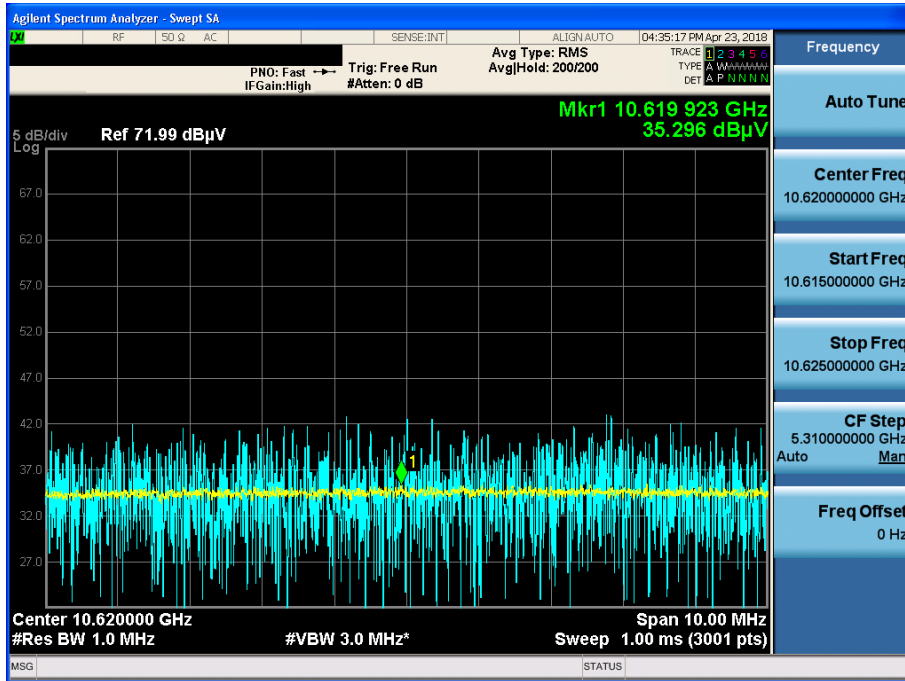 Agilent Spectrum Analyzer - Swept SA
LXI RF 50 Ω AC SENSE:INT ALIGN AUTO 04:35:17 PM Apr 23, 2018
PNO: Fast Trig: Free Run Avg Type: RMS TRACE 1 2 3 4 5 6
IFGain:High #Atten: 0 dB Avg|Hold: 200/200 TYPE A WWWWW
DET A P N N N N
Mkr1 10.619 923 GHz
35.296 dBµV
5 dB/div Ref 71.99 dBµV
Log
67.0
62.0
57.0
52.0
47.0
42.0
37.0
32.0
27.0
1
Center 10.620000 GHz Span 10.00 MHz
#Res BW 1.0 MHz #VBW 3.0 MHz* Sweep 1.00 ms (3001 pts)
MSG STATUS
Frequency
Auto Tune
Center Freq
10.620000000 GHz
Start Freq
10.615000000 GHz
Stop Freq
10.625000000 GHz
CF Step
5.310000000 GHz
Auto Man
Freq Offset
0 Hz